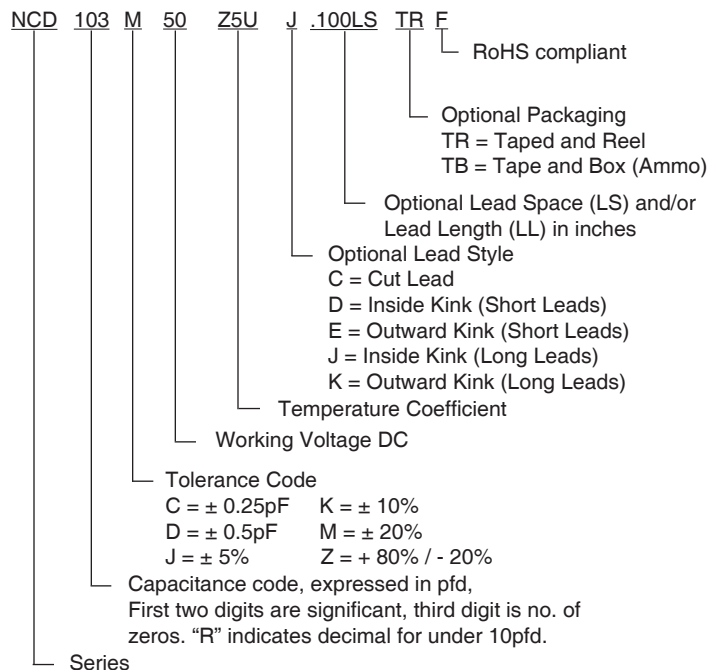 NCD 103 M 50 Z5U J .100LS TR F
RoHS compliant
Optional Packaging
TR = Taped and Reel
TB = Tape and Box (Ammo)
Optional Lead Space (LS) and/or
Lead Length (LL) in inches
Optional Lead Style
C = Cut Lead
D = Inside Kink (Short Leads)
E = Outward Kink (Short Leads)
J = Inside Kink (Long Leads)
K = Outward Kink (Long Leads)
Temperature Coefficient
Working Voltage DC
Tolerance Code
C = ± 0.25pF K = ± 10%
D = ± 0.5pF M = ± 20%
J = ± 5% Z = + 80% / - 20%
Capacitance code, expressed in pfd,
First two digits are significant, third digit is no. of
zeros. “R” indicates decimal for under 10pfd.
Series